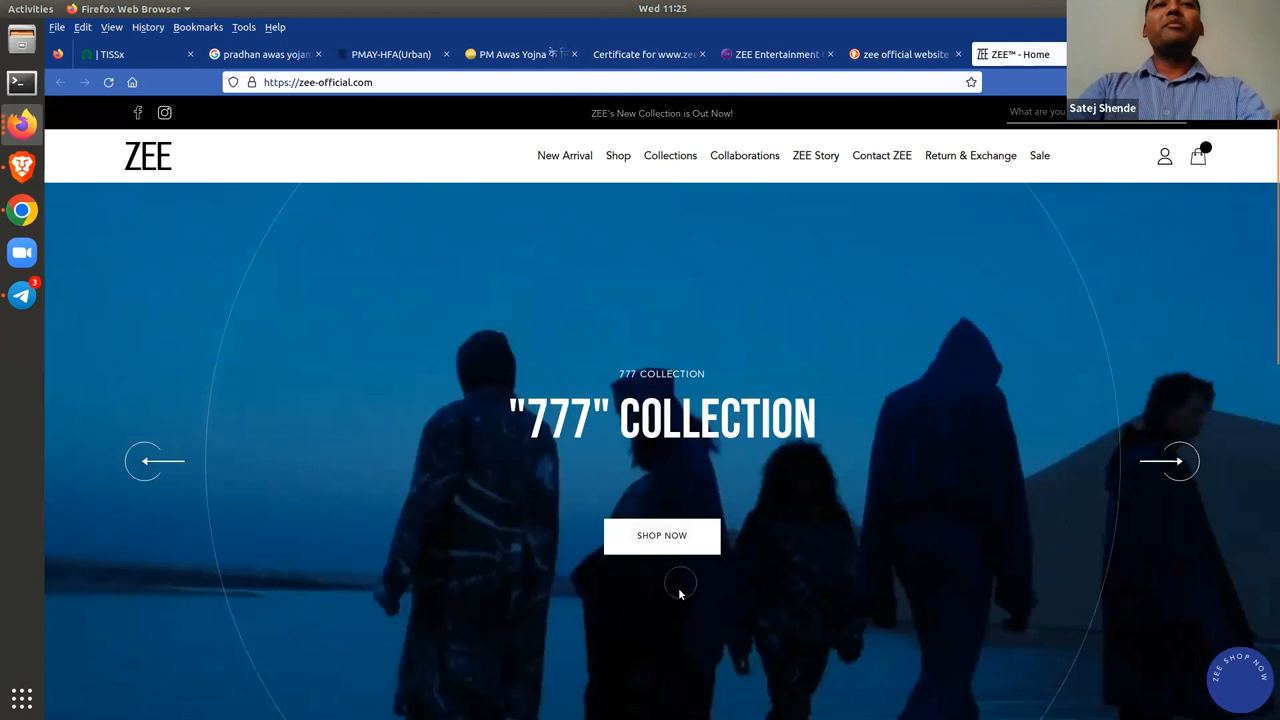 Activities
Firefox Web Browser
Wed 11:25
File Edit View History Bookmarks Tools Help
TISSx
pradhan awas yojan
PMAY-HFA(Urban)
PM Awas Yojna के
Certificate for www.zee
ZEE Entertainment
zee official website
ZEE™ - Home
https://zee-official.com
Satej Shende
ZEE's New Collection is Out Now!
What are you
ZEE
New Arrival
Shop
Collections
Collaborations
ZEE Story
Contact ZEE
Return & Exchange
Sale
3
777 COLLECTION
"777" COLLECTION
SHOP NOW
ZEE SHOP NOW